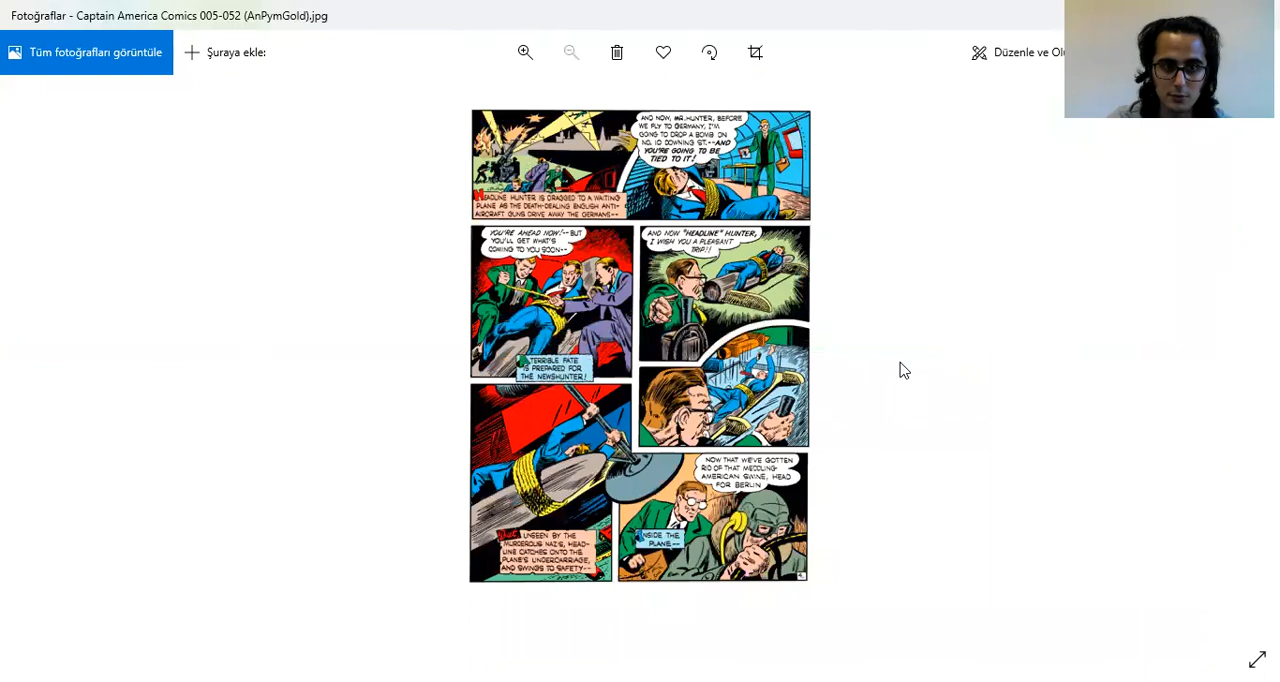 Fotoğraflar - Captain America Comics 005-052 (AnPymGold).jpg
Tüm fotoğrafları görüntüle
Şuraya ekle:
Düzenle ve Olu
HEADLINE HUNTER IS DRAGGED TO A WAITING
PLANE AS THE DEATH-DEALING ENGLISH ANTI-
AIRCRAFT GUNS DRIVE AWAY THE GERMANS--
AND NOW, MR. HUNTER, BEFORE
WE FLY TO GERMANY, I'M
GOING TO DROP A BOMB ON
NO. 10 DOWNING ST.--AND
YOU'RE GOING TO BE
TIED TO IT!
YOU'RE AHEAD NOW!--BUT
YOU'LL GET WHAT'S
COMING TO YOU SOON--
A TERRIBLE FATE
IS PREPARED FOR
THE NEWSHUNTER!
AND NOW "HEADLINE" HUNTER,
I WISH YOU A PLEASANT
TRIP!!
BUT UNSEEN BY THE
MURDEROUS NAZIS, HEAD-
LINE CATCHES ONTO THE
PLANE'S UNDERCARRIAGE,
AND SWINGS TO SAFETY--
NOW THAT WE'VE GOTTEN
RID OF THAT MEDDLING
AMERICAN SWINE, HEAD
FOR BERLIN
INSIDE THE
PLANE--
4